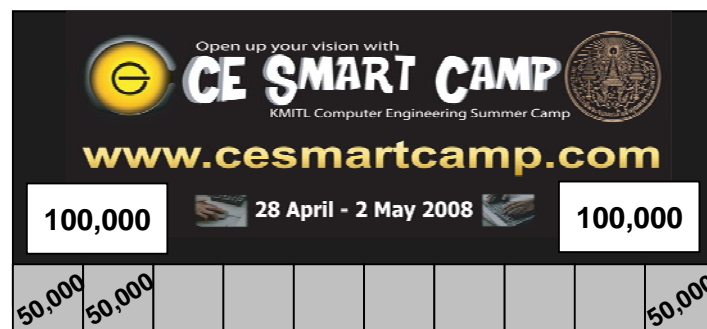 Open up your vision with
CE SMART CAMP
KMITL Computer Engineering Summer Camp
www.cesmartcamp.com
100,000
28 April - 2 May 2008
100,000
50,000
50,000
50,000